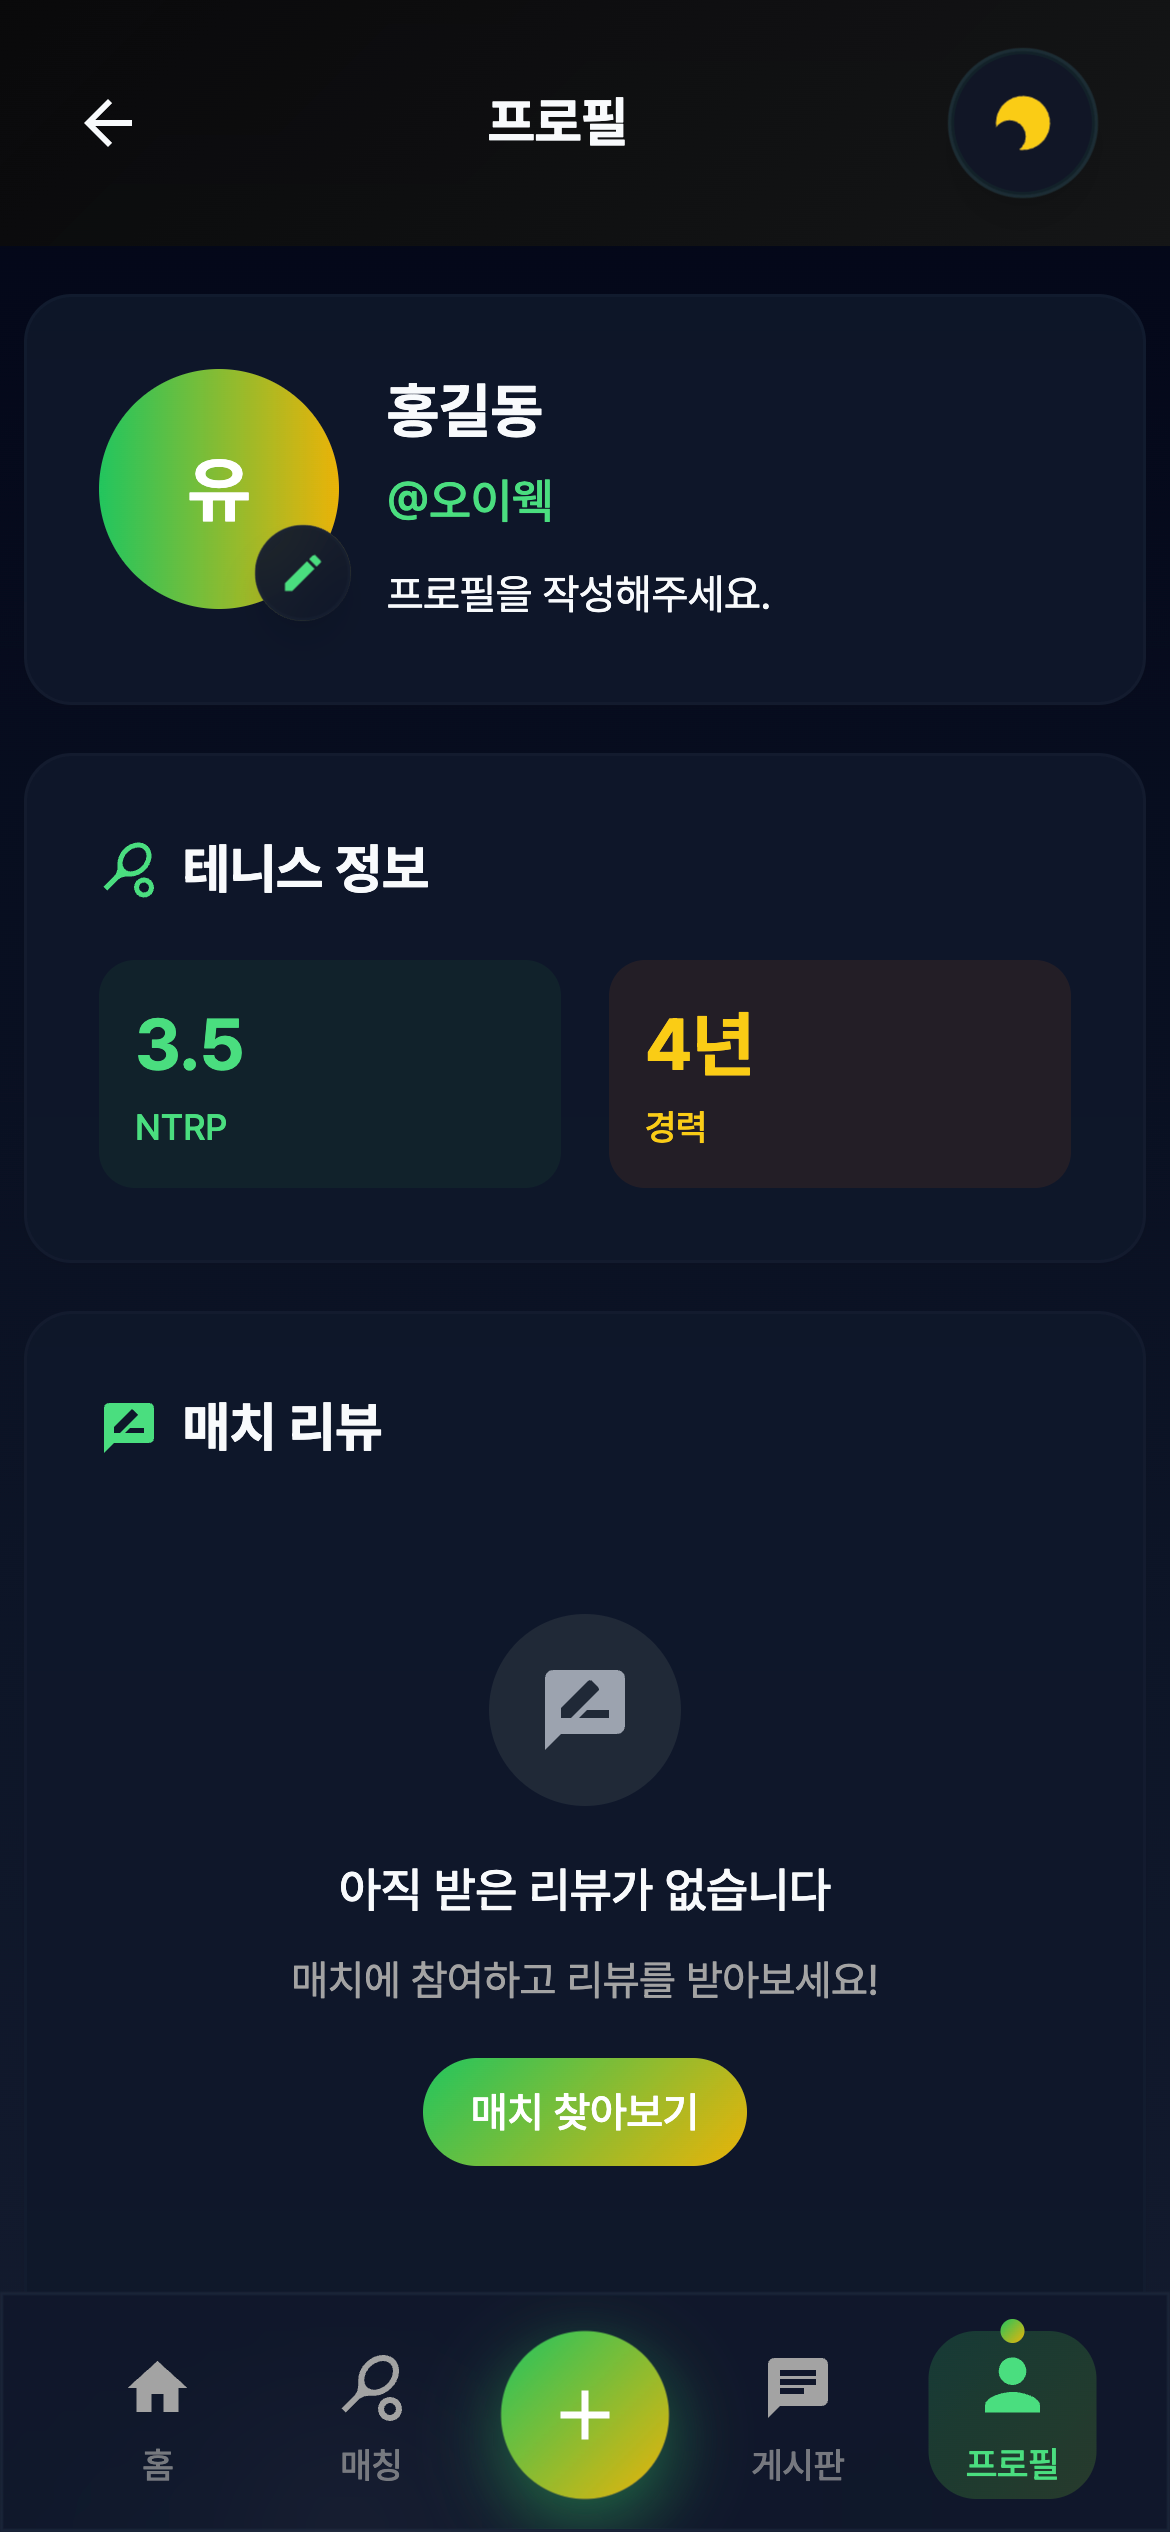 프로필
유
홍길동
@오이웩
프로필을 작성해주세요.
테니스 정보
3.5
NTRP
4년
경력
매치 리뷰
아직 받은 리뷰가 없습니다
매치에 참여하고 리뷰를 받아보세요!
매치 찾아보기
홈
매칭
게시판
프로필